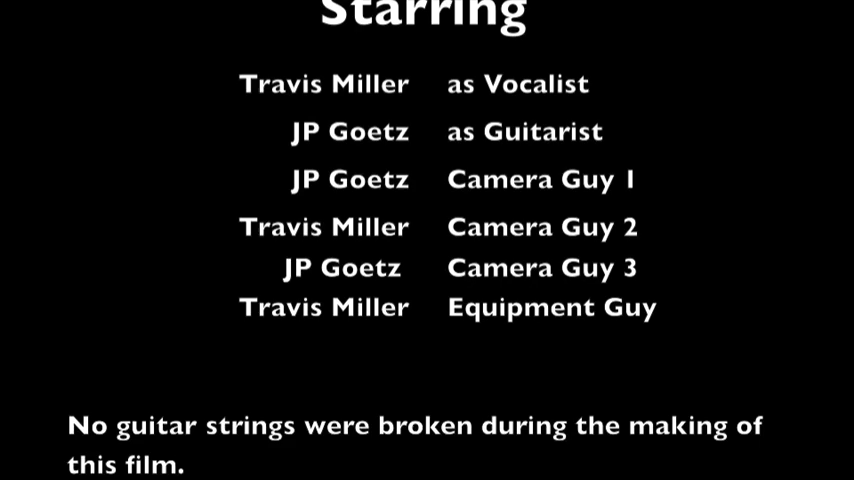 Starring
Travis Miller as Vocalist
JP Goetz as Guitarist
JP Goetz Camera Guy 1
Travis Miller Camera Guy 2
JP Goetz Camera Guy 3
Travis Miller Equipment Guy
No guitar strings were broken during the making of
this film.